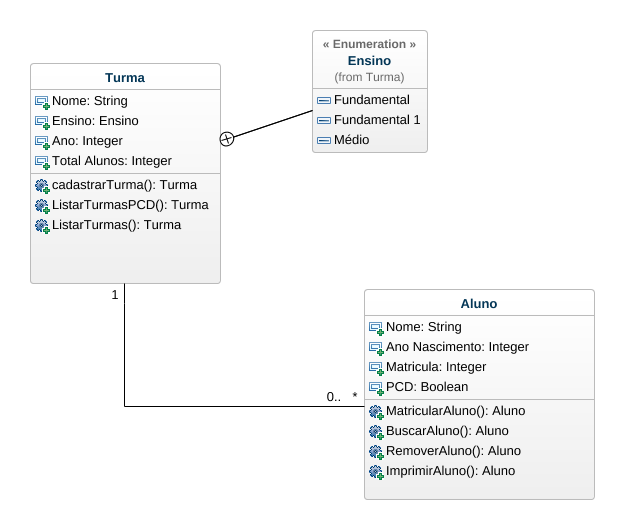 Turma
Nome: String
Ensino: Ensino
Ano: Integer
Total Alunos: Integer
cadastrarTurma(): Turma
ListarTurmasPCD(): Turma
ListarTurmas(): Turma
« Enumeration »
Ensino
(from Turma)
Fundamental
Fundamental 1
Médio
1
0.. *
Aluno
Nome: String
Ano Nascimento: Integer
Matricula: Integer
PCD: Boolean
MatricularAluno(): Aluno
BuscarAluno(): Aluno
RemoverAluno(): Aluno
ImprimirAluno(): Aluno